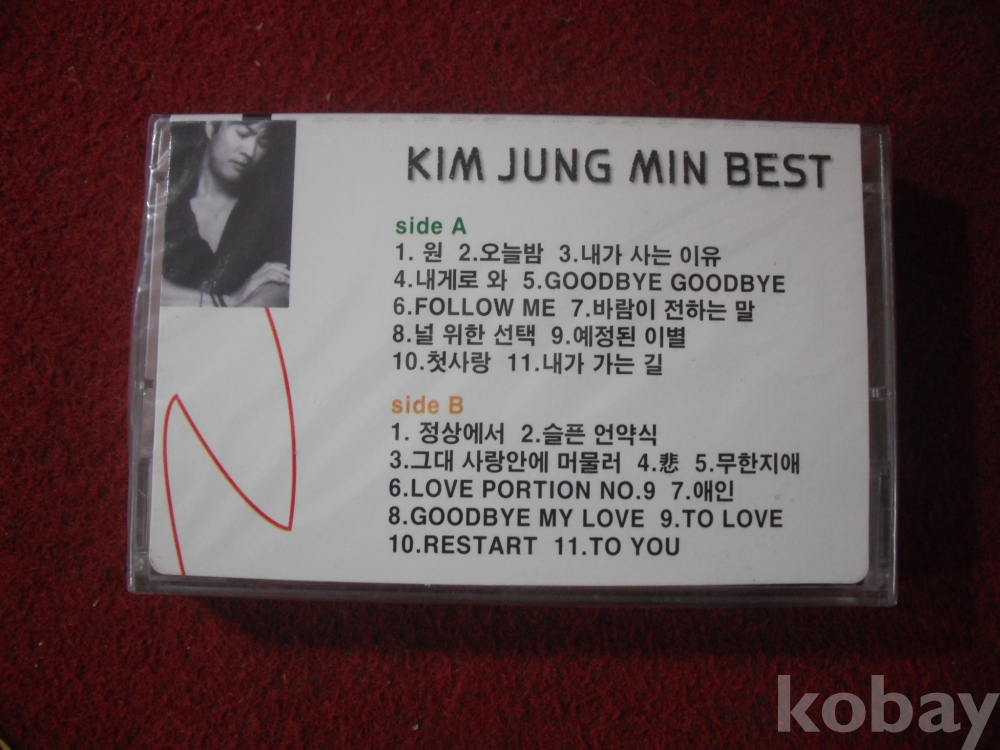 KIM JUNG MIN BEST
side A
1. 원 2.오늘밤 3.내가 사는 이유
4.내게로 와 5.GOODBYE GOODBYE
6.FOLLOW ME 7.바람이 전하는 말
8.널 위한 선택 9.예정된 이별
10.첫사랑 11.내가 가는 길
side B
1. 정상에서 2.슬픈 언약식
3.그대 사랑안에 머물러 4.悲 5.무한지애
6.LOVE PORTION NO.9 7.애인
8.GOODBYE MY LOVE 9.TO LOVE
10.RESTART 11.TO YOU
kobay